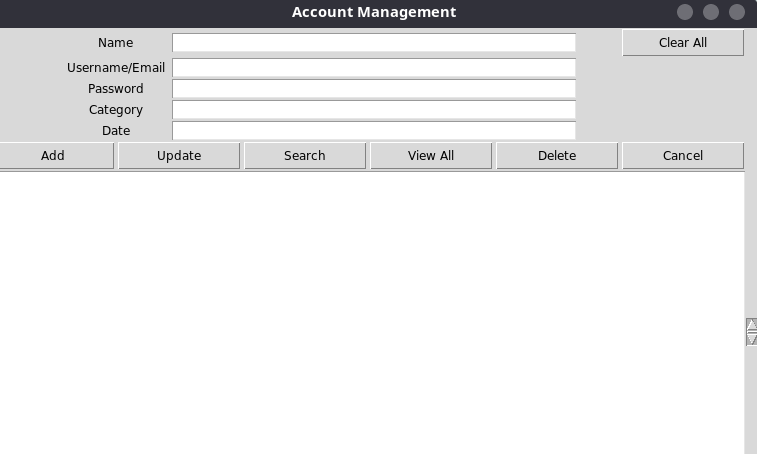 Account Management
Name
Clear All
Username/Email
Password
Category
Date
Add Update Search View All Delete Cancel